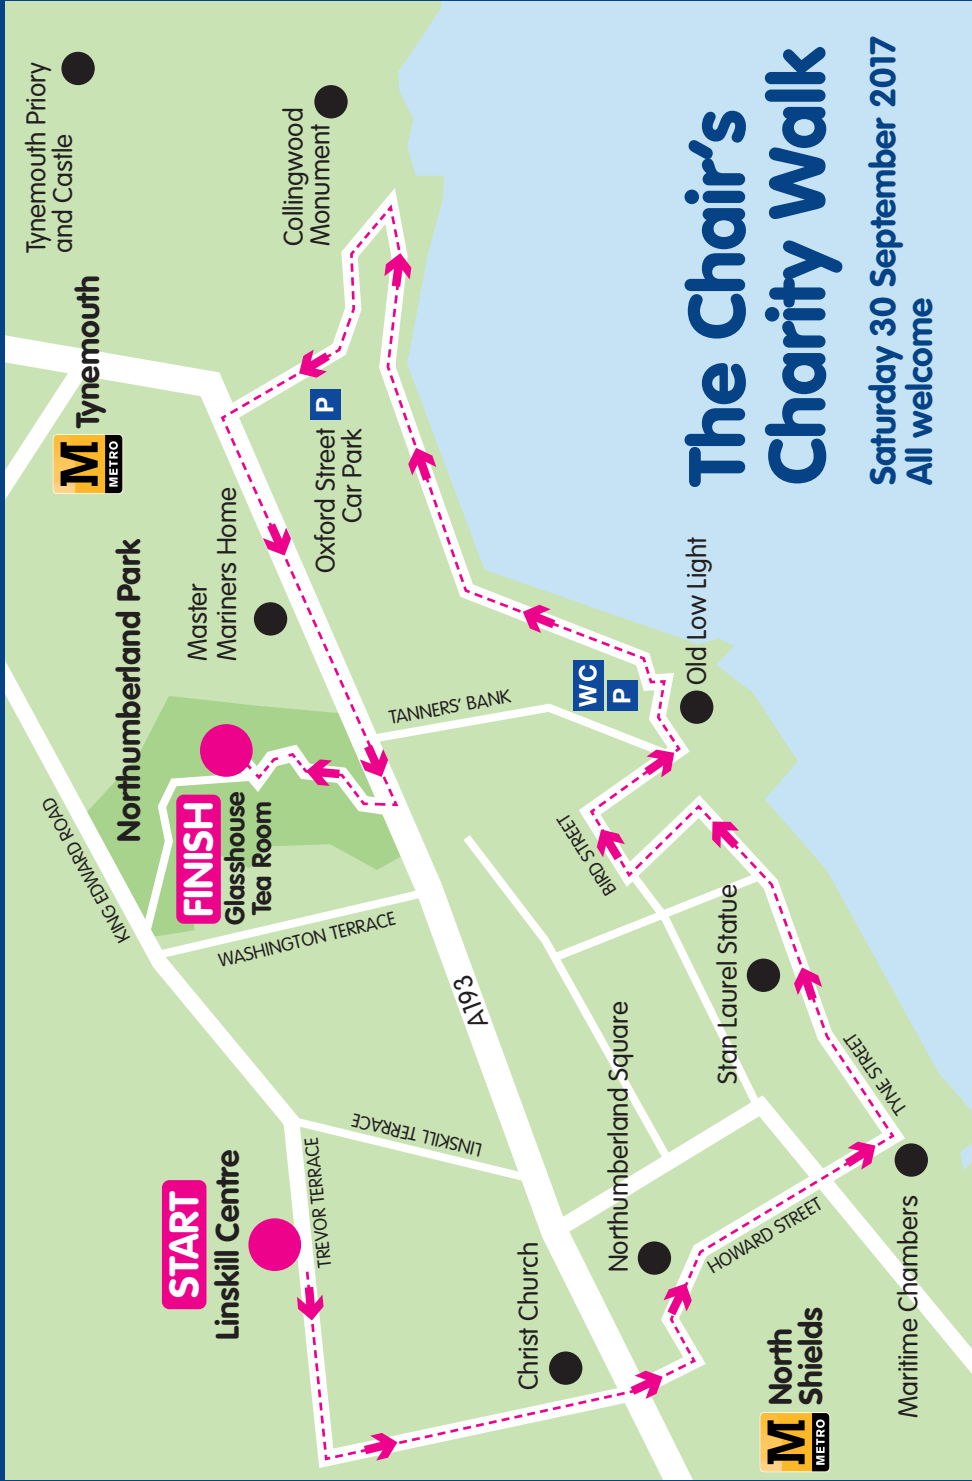 The Chair's
Charity Walk
Saturday 30 September 2017
All welcome
START
Linskill Centre
TREVOR TERRACE
LINSKILL TERRACE
KING EDWARD ROAD
WASHINGTON TERRACE
A193
Christ Church
Northumberland Square
HOWARD STREET
M
METRO
North
Shields
Maritime Chambers
TYNE STREET
Stan Laurel Statue
BIRD STREET
TANNERS' BANK
WC
P
Old Low Light
Northumberland Park
FINISH
Glasshouse
Tea Room
Master
Mariners Home
Oxford Street
Car Park
P
M
METRO
Tynemouth
Collingwood
Monument
Tynemouth Priory
and Castle